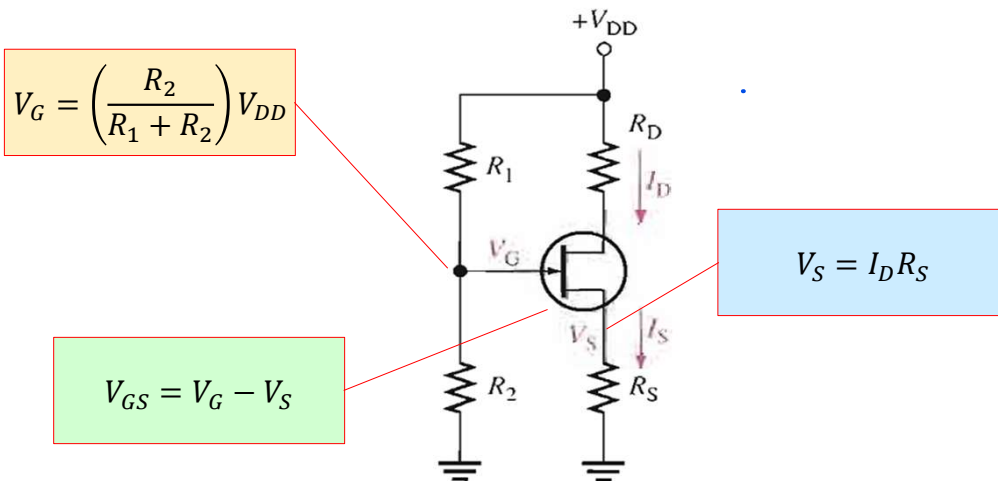 +V_DD
V_G = (R_2 / (R_1 + R_2)) V_DD
R_D
R_1
I_D
V_G
V_S = I_D R_S
V_S
I_S
V_GS = V_G − V_S
R_2
R_S